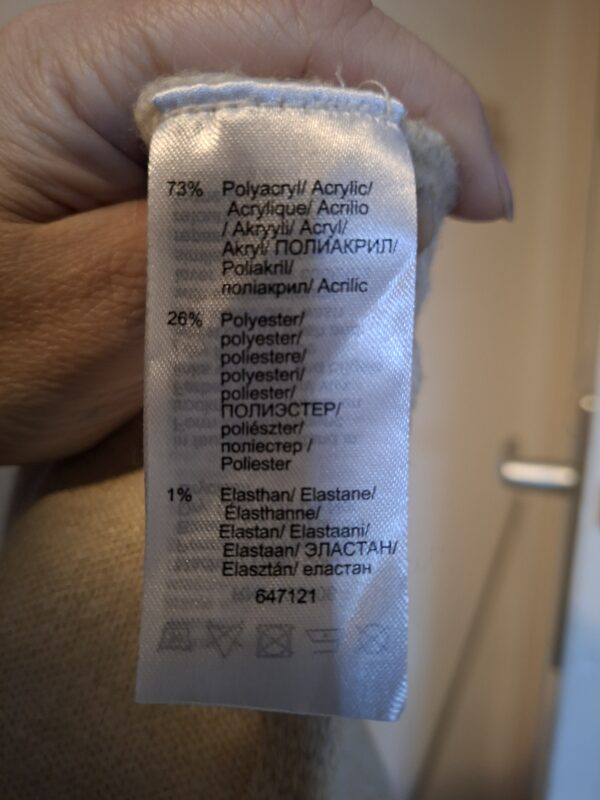 73% Polyacryl/ Acrylic/
Acrylique/ Acrilio
/ Akryyli/ Acryl/
Akryl/ ПОЛИАКРИЛ/
Poliakril/
поліакрил/ Acrilic
26% Polyester/
polyester/
poliestere/
polyesteri/
poliester/
ПОЛИЭСТЕР/
poliészter/
поліестер /
Poliester
1% Elasthan/ Elastane/
Élasthanne/
Elastan/ Elastaani/
Elastaan/ ЭЛАСТАН/
Elasztán/ еластан
647121